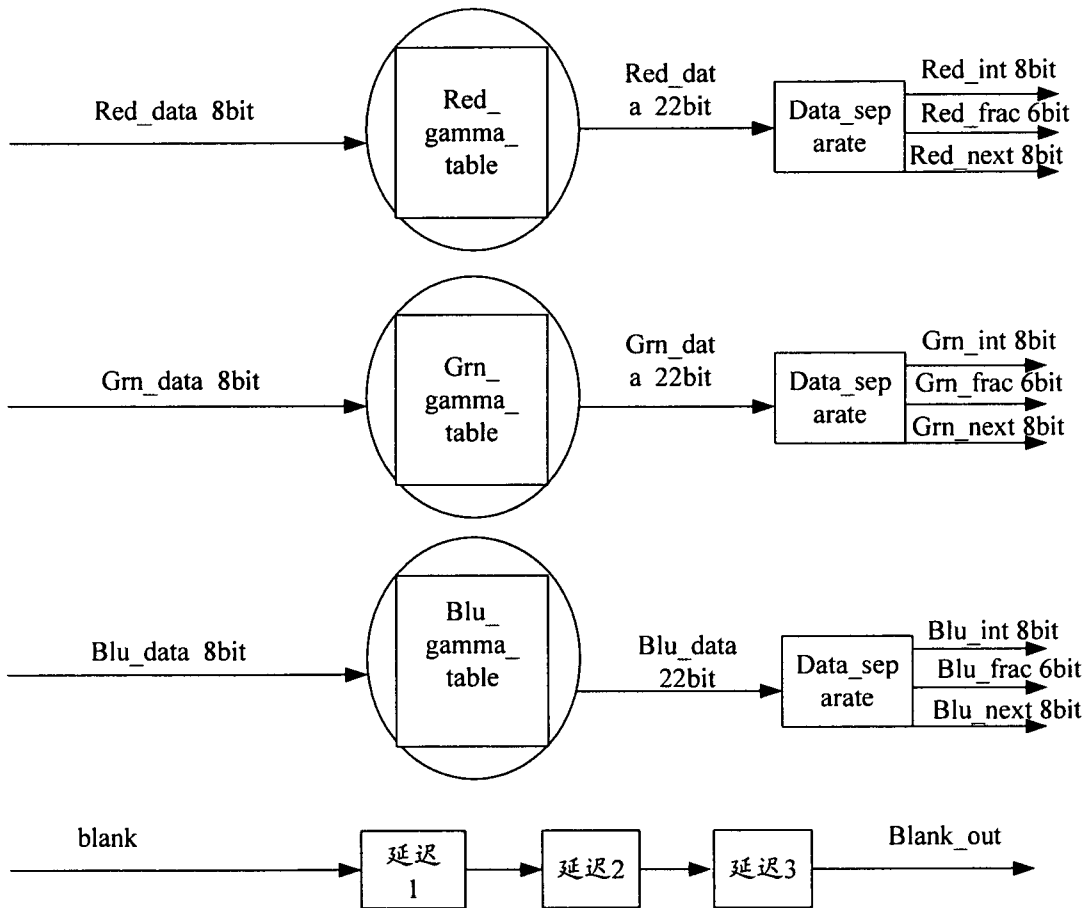 Red_data 8bit
Red_
gamma_
table
Red_dat
a 22bit
Data_sep
arate
Red_int 8bit
Red_frac 6bit
Red_next 8bit
Grn_data 8bit
Grn_
gamma_
table
Grn_dat
a 22bit
Data_sep
arate
Grn_int 8bit
Grn_frac 6bit
Grn_next 8bit
Blu_data 8bit
Blu_
gamma_
table
Blu_data
22bit
Data_sep
arate
Blu_int 8bit
Blu_frac 6bit
Blu_next 8bit
blank
延迟
1
延迟2
延迟3
Blank_out